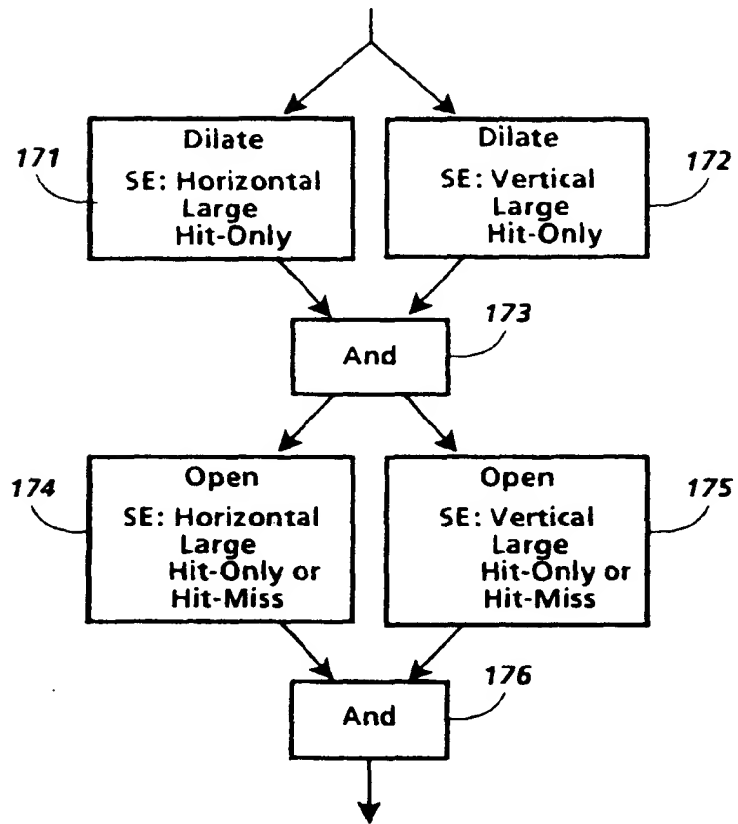 171
Dilate
SE: Horizontal
Large
Hit-Only
Dilate
SE: Vertical
Large
Hit-Only
172
173
And
174
Open
SE: Horizontal
Large
Hit-Only or
Hit-Miss
Open
SE: Vertical
Large
Hit-Only or
Hit-Miss
175
176
And